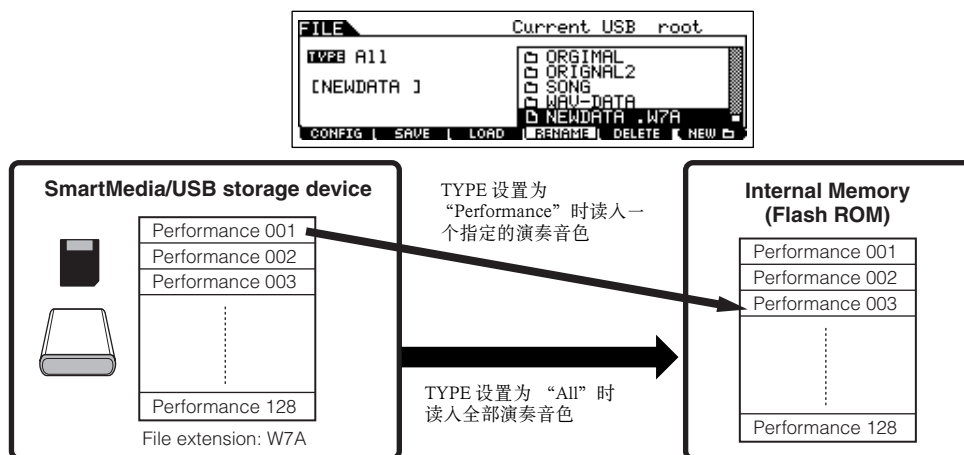 FILE Current USB root
TYPE All
[NEWDATA ]
ORGIMAL
ORIGNAL2
SONG
WAV-DATA
NEWDATA .W7A
CONFIG SAVE LOAD RENAME DELETE NEW
SmartMedia/USB storage device
Performance 001
Performance 002
Performance 003
Performance 128
File extension: W7A
TYPE 设置为
“Performance”时读入一
个指定的演奏音色
TYPE 设置为 “All”时
读入全部演奏音色
Internal Memory
(Flash ROM)
Performance 001
Performance 002
Performance 003
Performance 128